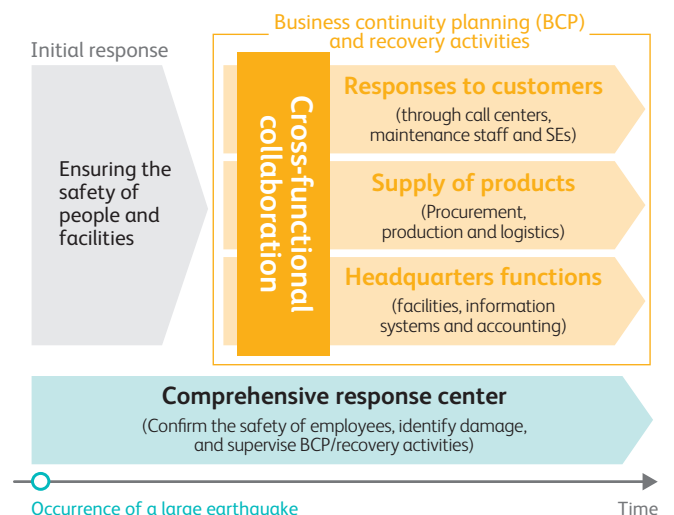 Business continuity planning (BCP)
and recovery activities
Initial response
Ensuring the
safety of
people and
facilities
Cross-functional
collaboration
Responses to customers
(through call centers,
maintenance staff and SEs)
Supply of products
(Procurement,
production and logistics)
Headquarters functions
(facilities, information
systems and accounting)
Comprehensive response center
(Confirm the safety of employees, identify damage,
and supervise BCP/recovery activities)
Occurrence of a large earthquake
Time